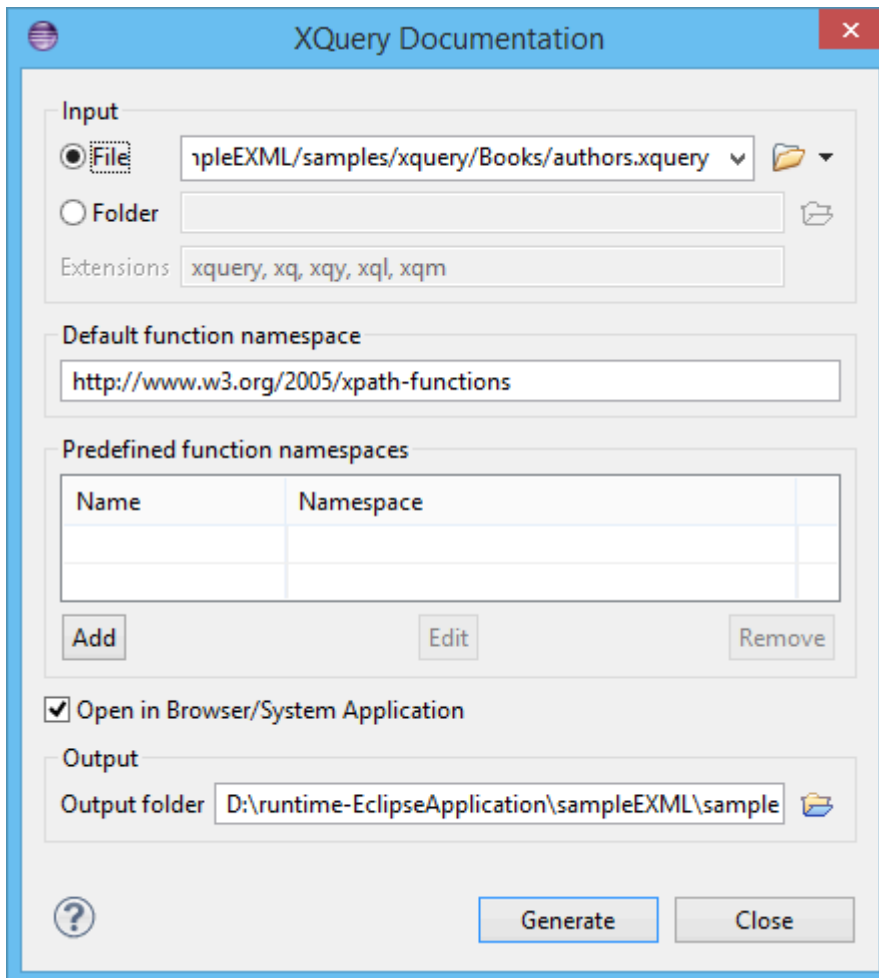 XQuery Documentation
Input
File
npleEXML/samples/xquery/Books/authors.xquery
Folder
Extensions xquery, xq, xqy, xql, xqm
Default function namespace
http://www.w3.org/2005/xpath-functions
Predefined function namespaces
Name Namespace
Add Edit Remove
Open in Browser/System Application
Output
Output folder D:\runtime-EclipseApplication\sampleEXML\sample
? Generate Close